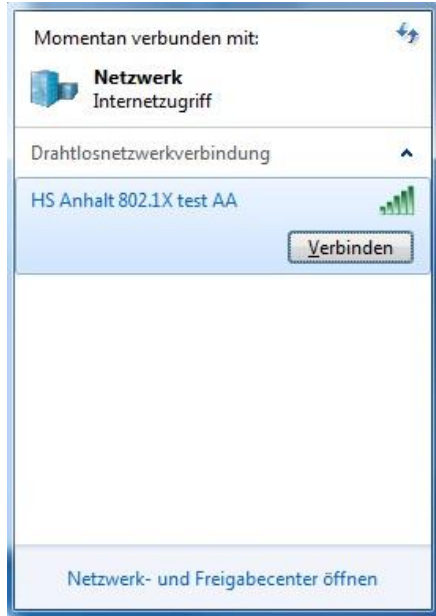 Momentan verbunden mit:
Netzwerk
Internetzugriff
Drahtlosnetzwerkverbindung
HS Anhalt 802.1X test AA
Verbinden
Netzwerk- und Freigabecenter öffnen